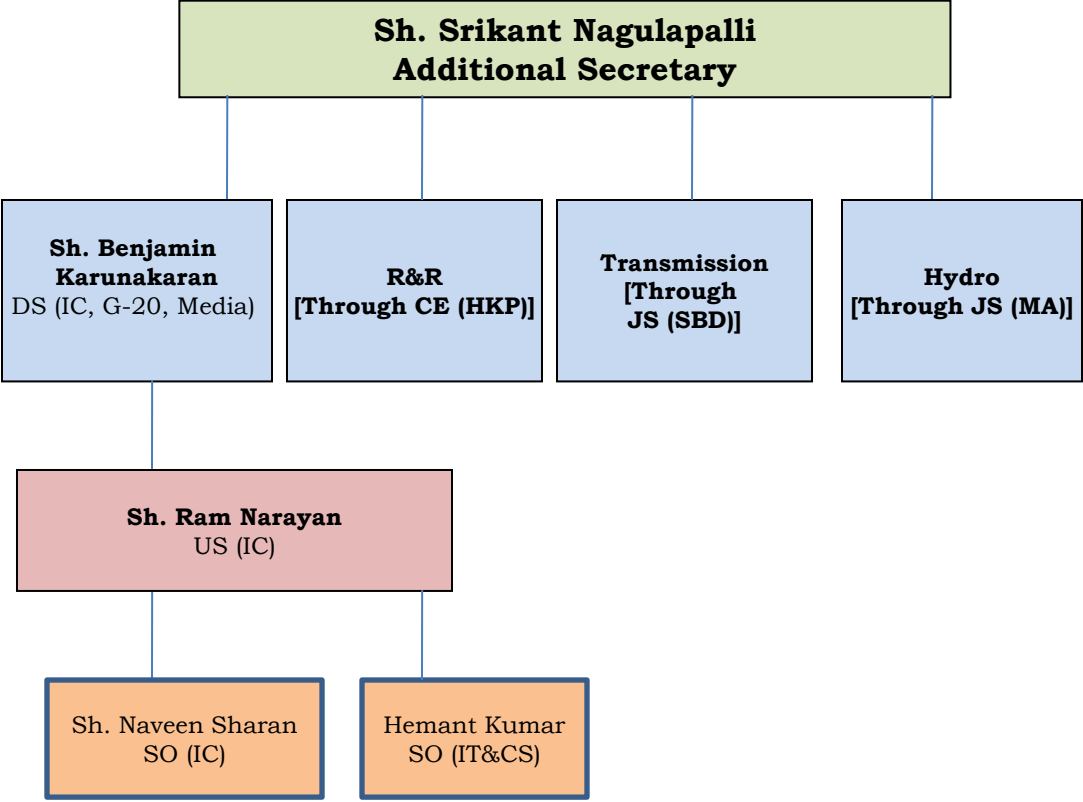 Sh. Srikant Nagulapalli
Additional Secretary
Sh. Benjamin
Karunakaran
DS (IC, G-20, Media)
R&R
[Through CE (HKP)]
Transmission
[Through
JS (SBD)]
Hydro
[Through JS (MA)]
Sh. Ram Narayan
US (IC)
Sh. Naveen Sharan
SO (IC)
Hemant Kumar
SO (IT&CS)